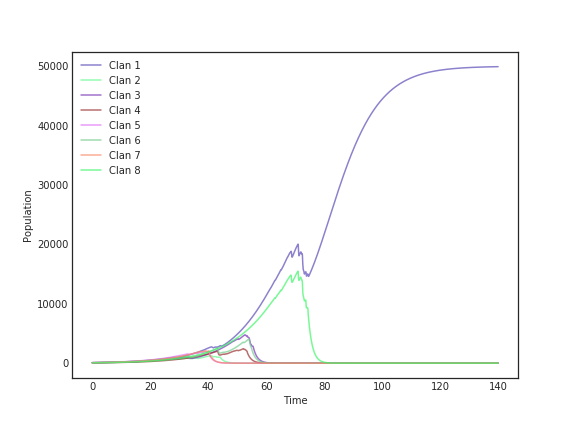 Clan 1
Clan 2
Clan 3
Clan 4
Clan 5
Clan 6
Clan 7
Clan 8
50000
40000
30000
20000
10000
0
Population
0 20 40 60 80 100 120 140
Time